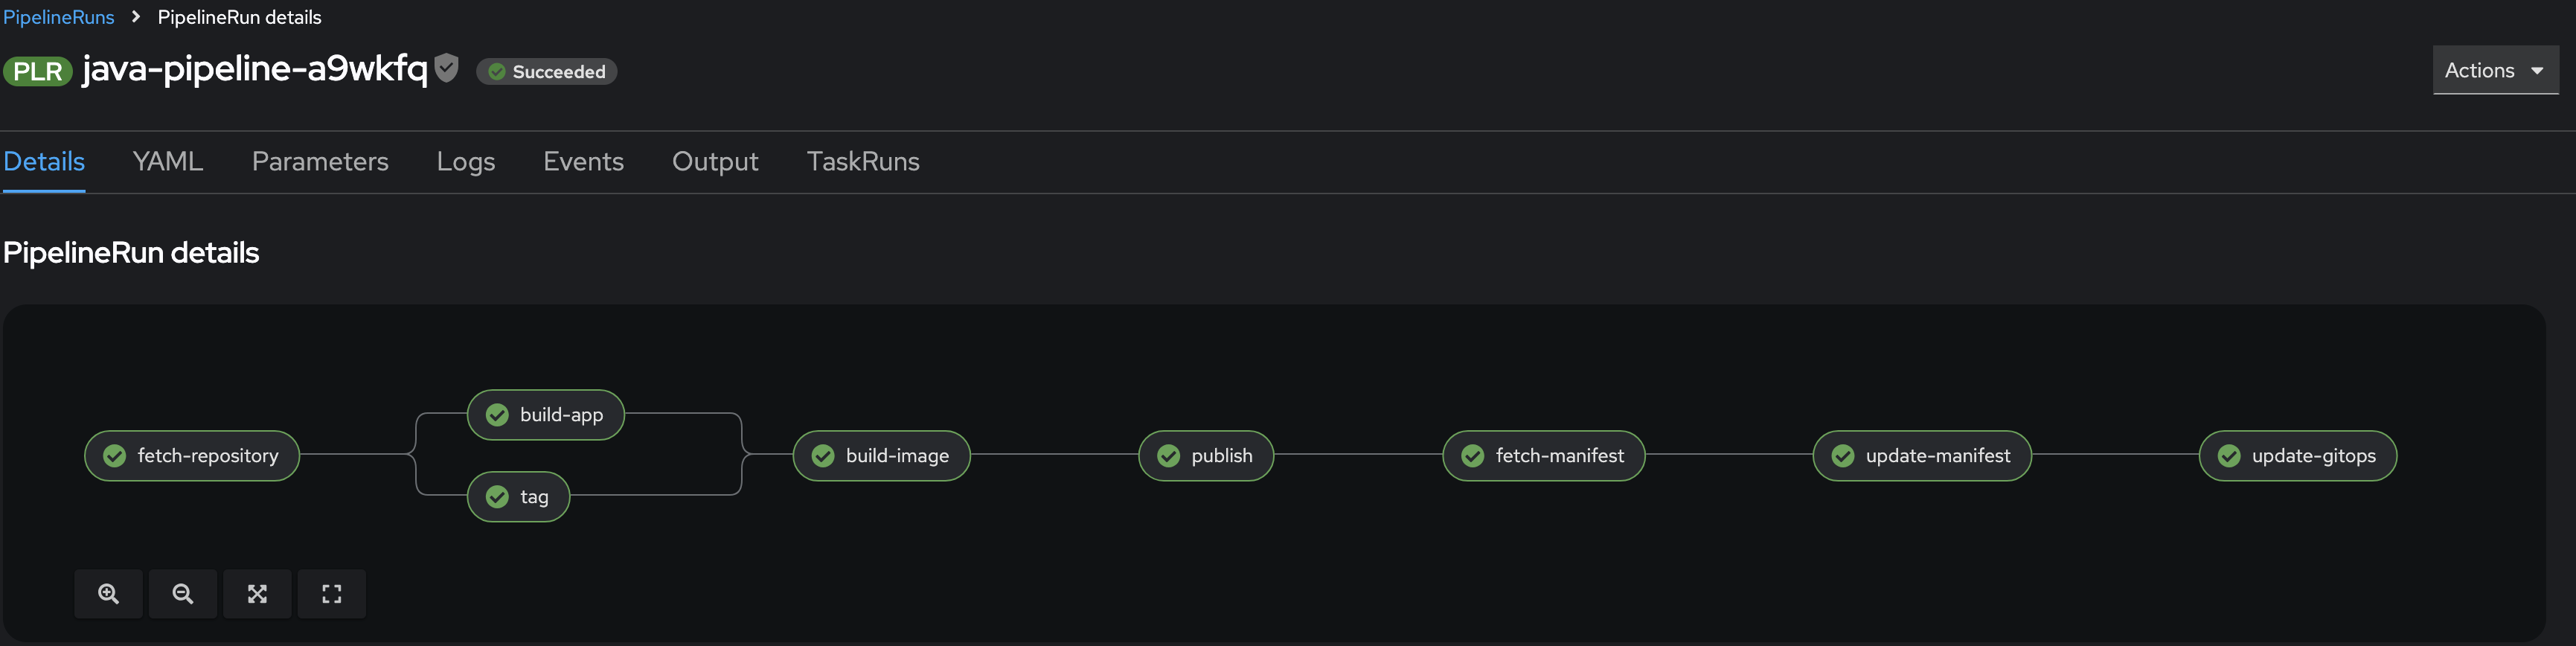 PipelineRuns > PipelineRun details
PLR java-pipeline-a9wkfq Succeeded
Actions
Details YAML Parameters Logs Events Output TaskRuns
PipelineRun details
build-app
fetch-repository build-image publish fetch-manifest update-manifest update-gitops
tag